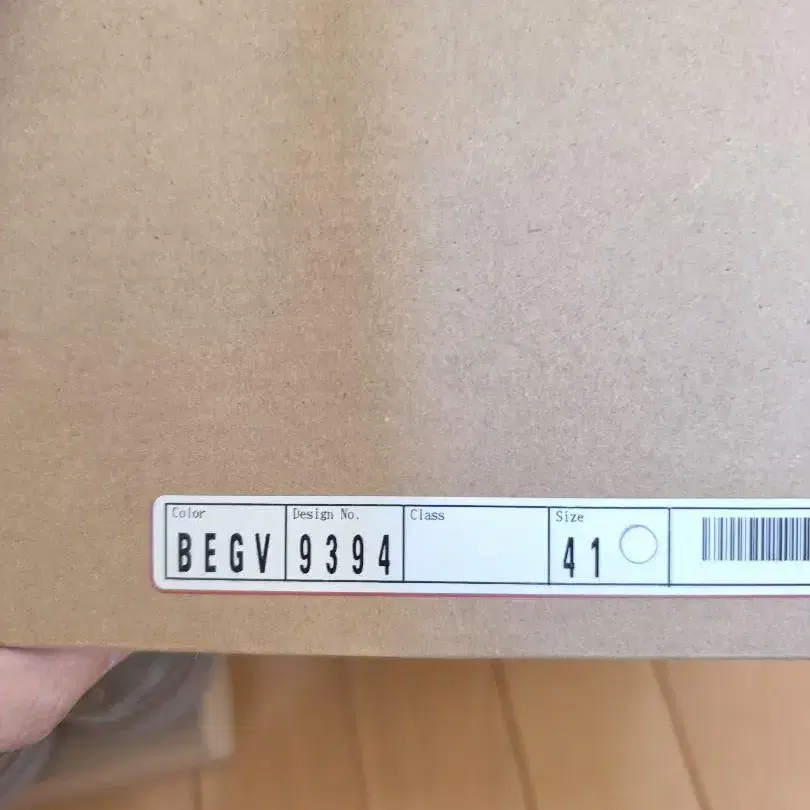 Color Design No. Class Size
BEGV 9394 41